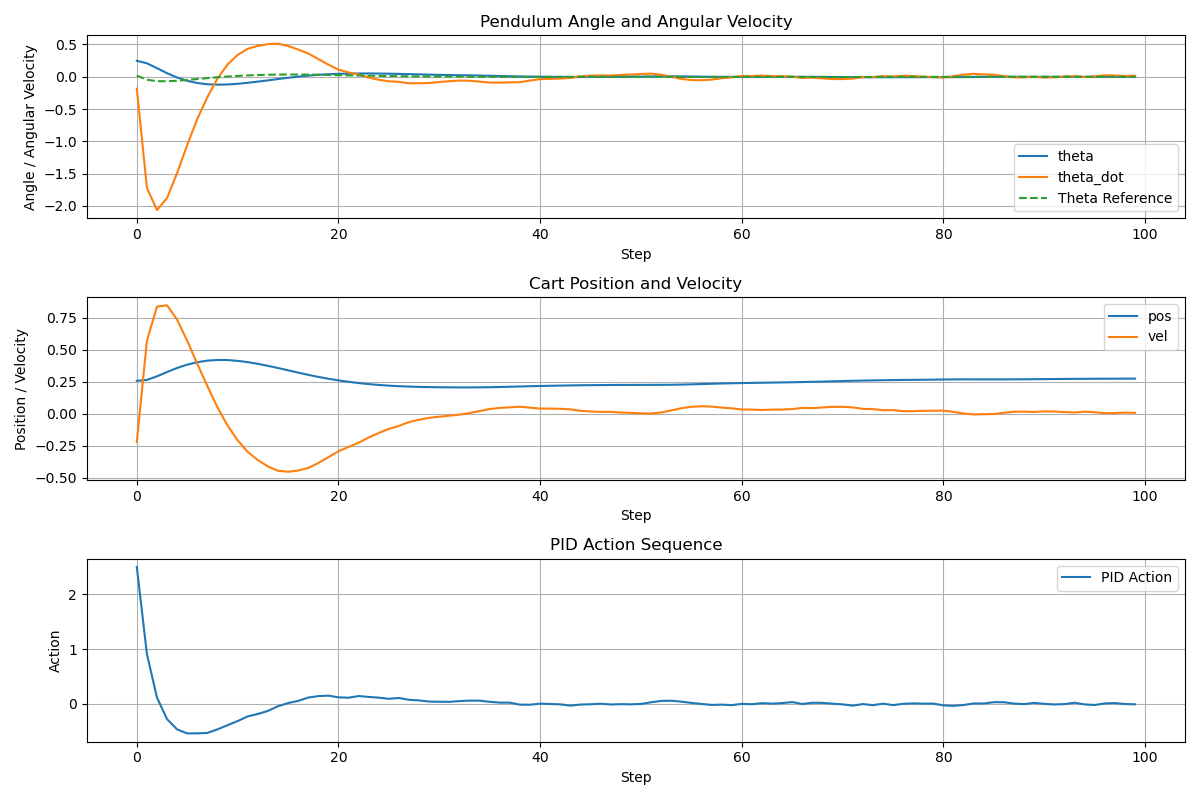 Pendulum Angle and Angular Velocity
Angle / Angular Velocity
0.5
0.0
−0.5
−1.0
−1.5
−2.0
theta
theta_dot
Theta Reference
0 20 40 60 80 100
Step
Cart Position and Velocity
Position / Velocity
0.75
0.50
0.25
0.00
−0.25
−0.50
pos
vel
0 20 40 60 80 100
Step
PID Action Sequence
Action
2
1
0
PID Action
0 20 40 60 80 100
Step